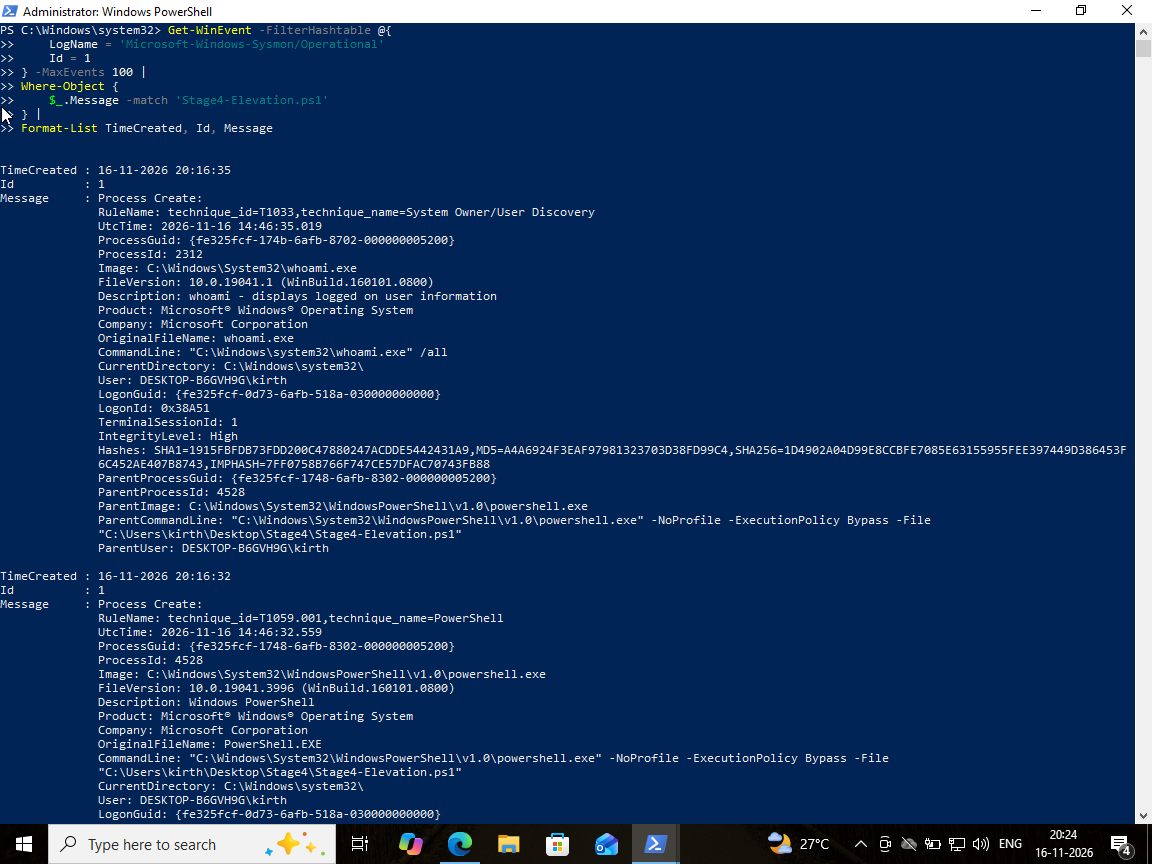 Administrator: Windows PowerShell
PS C:\Windows\system32> Get-WinEvent -FilterHashtable @{
>>     LogName = 'Microsoft-Windows-Sysmon/Operational'
>>     Id = 1
>> } -MaxEvents 100 |
>> Where-Object {
>>     $_.Message -match 'Stage4-Elevation.ps1'
>> } |
>> Format-List TimeCreated, Id, Message
TimeCreated : 16-11-2026 20:16:35
Id          : 1
Message     : Process Create:
RuleName: technique_id=T1033,technique_name=System Owner/User Discovery
UtcTime: 2026-11-16 14:46:35.019
ProcessGuid: {fe325fcf-174b-6afb-8702-000000005200}
ProcessId: 2312
Image: C:\Windows\System32\whoami.exe
FileVersion: 10.0.19041.1 (WinBuild.160101.0800)
Description: whoami - displays logged on user information
Product: Microsoft® Windows® Operating System
Company: Microsoft Corporation
OriginalFileName: whoami.exe
CommandLine: "C:\Windows\system32\whoami.exe" /all
CurrentDirectory: C:\Windows\system32\
User: DESKTOP-B6GVH9G\kirth
LogonGuid: {fe325fcf-0d73-6afb-518a-030000000000}
LogonId: 0x38A51
TerminalSessionId: 1
IntegrityLevel: High
Hashes: SHA1=1915FBFDB73FDD200C47880247ACDDE5442431A9,MD5=A4A6924F3EAF97981323703D38FD99C4,SHA256=1D4902A04D99E8CCBFE7085E63155955FEE397449D386453F
6C452AE407B8743,IMPHASH=7FF0758B766F747CE57DFAC70743FB88
ParentProcessGuid: {fe325fcf-1748-6afb-8302-000000005200}
ParentProcessId: 4528
ParentImage: C:\Windows\System32\WindowsPowerShell\v1.0\powershell.exe
ParentCommandLine: "C:\Windows\System32\WindowsPowerShell\v1.0\powershell.exe" -NoProfile -ExecutionPolicy Bypass -File
"C:\Users\kirth\Desktop\Stage4\Stage4-Elevation.ps1"
ParentUser: DESKTOP-B6GVH9G\kirth
TimeCreated : 16-11-2026 20:16:32
Id          : 1
Message     : Process Create:
RuleName: technique_id=T1059.001,technique_name=PowerShell
UtcTime: 2026-11-16 14:46:32.559
ProcessGuid: {fe325fcf-1748-6afb-8302-000000005200}
ProcessId: 4528
Image: C:\Windows\System32\WindowsPowerShell\v1.0\powershell.exe
FileVersion: 10.0.19041.3996 (WinBuild.160101.0800)
Description: Windows PowerShell
Product: Microsoft® Windows® Operating System
Company: Microsoft Corporation
OriginalFileName: PowerShell.EXE
CommandLine: "C:\Windows\System32\WindowsPowerShell\v1.0\powershell.exe" -NoProfile -ExecutionPolicy Bypass -File
"C:\Users\kirth\Desktop\Stage4\Stage4-Elevation.ps1"
CurrentDirectory: C:\Windows\system32\
User: DESKTOP-B6GVH9G\kirth
LogonGuid: {fe325fcf-0d73-6afb-518a-030000000000}
Type here to search
27°C
ENG
20:24
16-11-2026
4